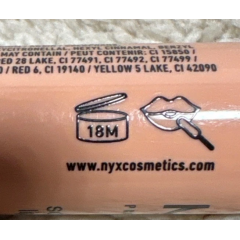 CITRONELLAL, HEXYL CINNAMAL, BENZYL
MAY CONTAIN / PEUT CONTENIR: CI 15850 /
RED 28 LAKE, CI 77491, CI 77492, CI 77499 /
/ RED 6, CI 19140 / YELLOW 5 LAKE, CI 42090
18M
www.nyxcosmetics.com